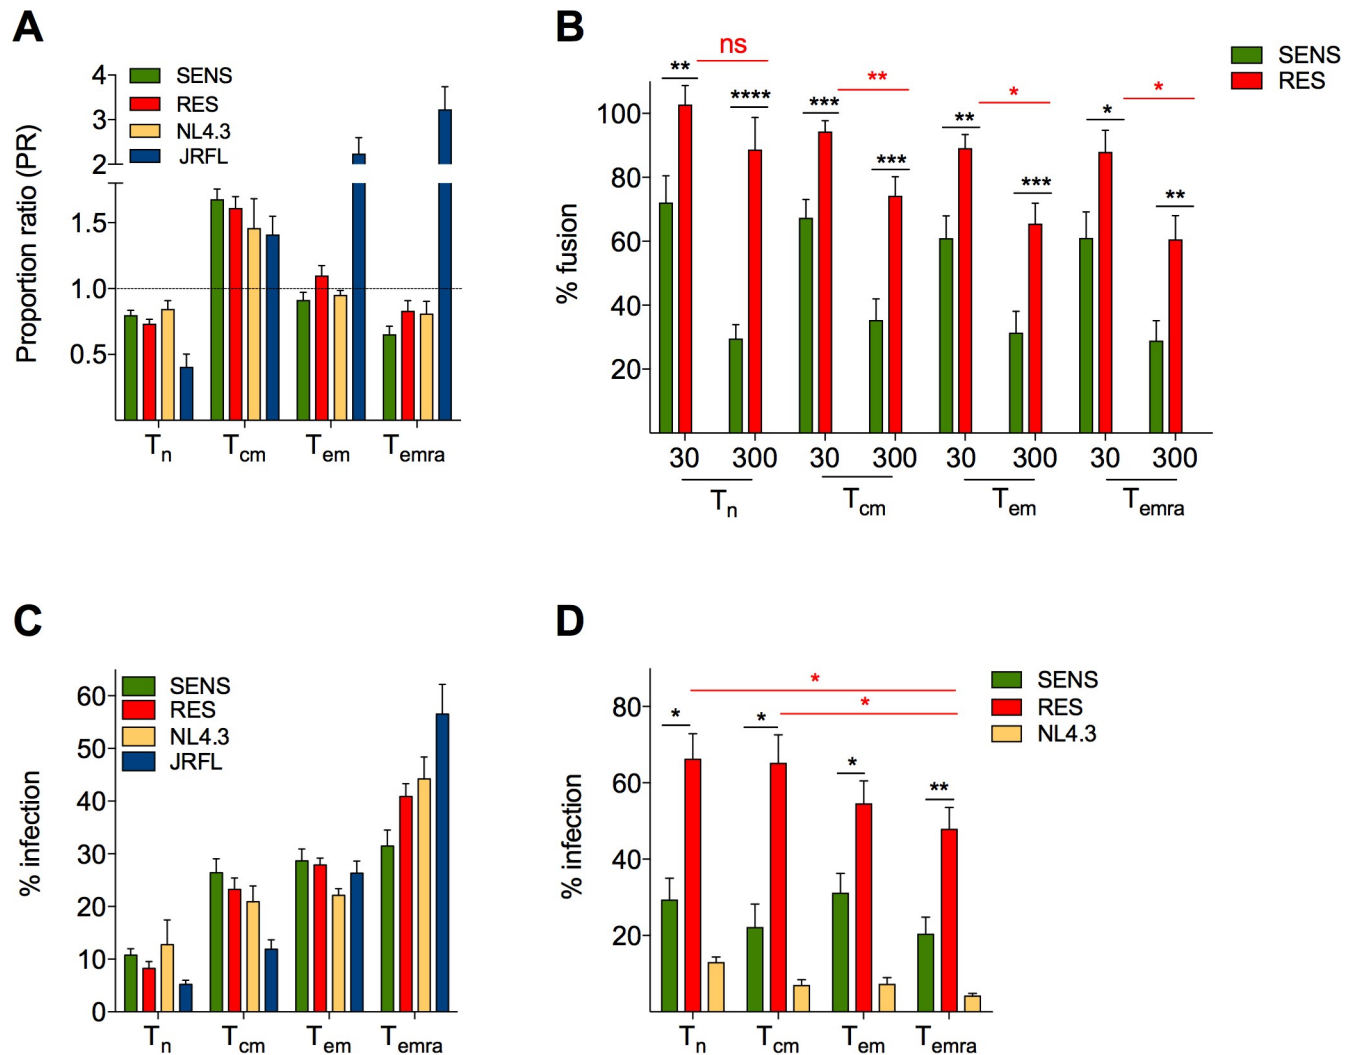 A
SENS
RES
NL4.3
JRFL
Proportion ratio (PR)
4
3
2
1.5
1.0
0.5
Tn Tcm Tem Temra
B
SENS
RES
ns
** **** *** ** *** ** * *** * * **
% fusion
100
80
60
40
20
30 300 30 300 30 300 30 300
Tn Tcm Tem Temra
C
SENS
RES
NL4.3
JRFL
% infection
60
50
40
30
20
10
0
Tn Tcm Tem Temra
D
SENS
RES
NL4.3
*
*
* * * **
% infection
80
60
40
20
Tn Tcm Tem Temra